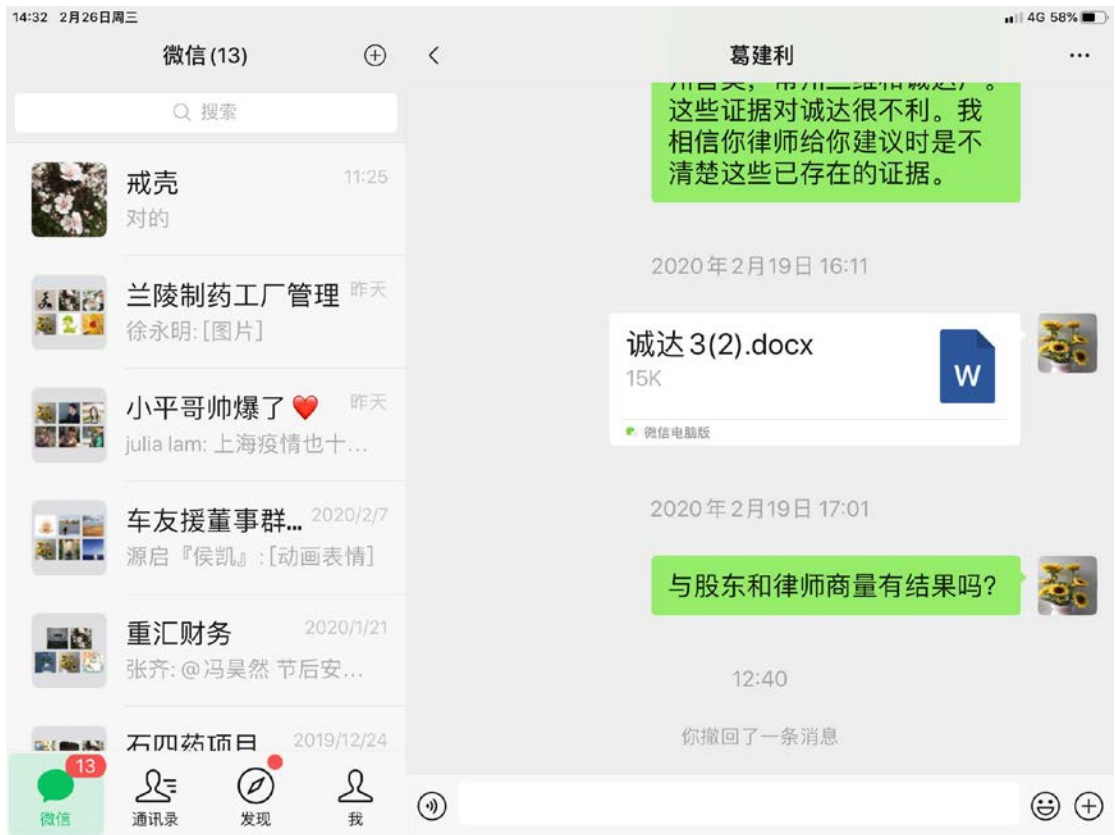 14:32 2月26日周三
4G 58%
微信(13)
搜索
戒壳
11:25
对的
兰陵制药工厂管理
昨天
徐永明:[图片]
小平哥帅爆了❤️
昨天
julia lam: 上海疫情也十...
车友援董事群...
2020/2/7
源启『侯凯』:[动画表情]
重汇财务
2020/1/21
张齐: @冯昊然 节后安...
石四药项目
2019/12/24
13
微信
通讯录
发现
我
葛建利
这些证据对诚达很不利。我
相信你律师给你建议时是不
清楚这些已存在的证据。
2020年2月19日 16:11
诚达3(2).docx
15K
W
微信电脑版
2020年2月19日 17:01
与股东和律师商量有结果吗?
12:40
你撤回了一条消息